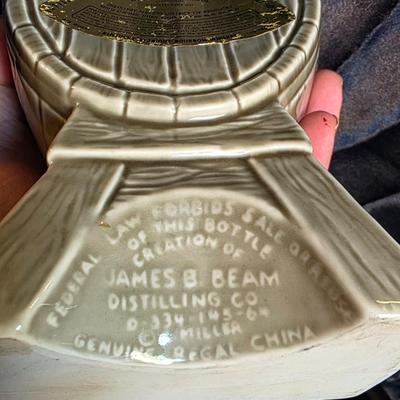 FEDERAL LAW FORBIDS SALE OR REUSE
OF THIS BOTTLE
CREATION OF
JAMES B. BEAM
DISTILLING CO.
D-334-145-64
© MILLER
GENUINE REGAL CHINA